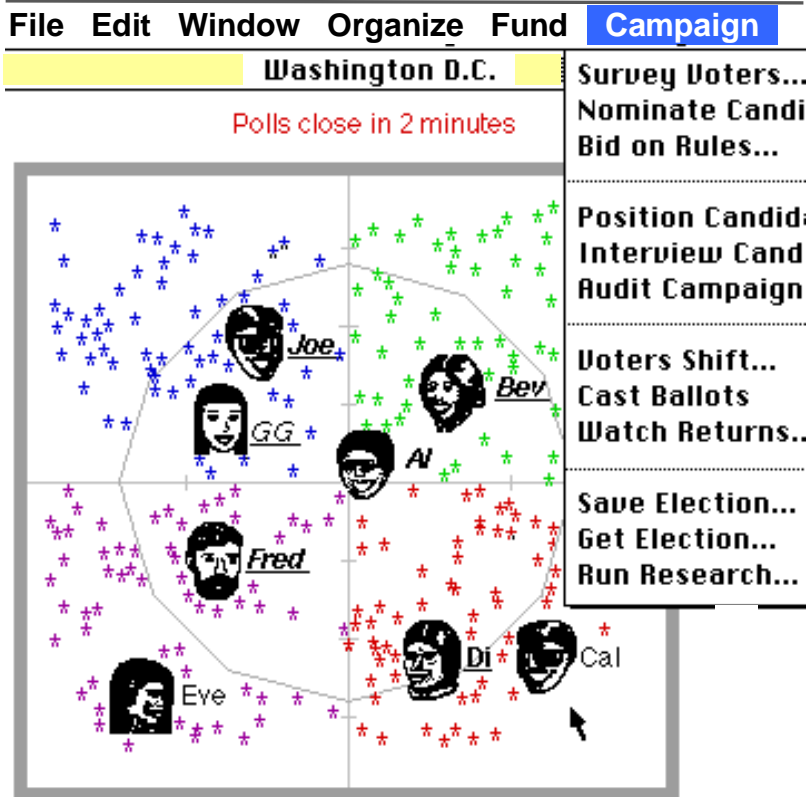 File Edit Window Organize Fund Campaign
Washington D.C.
Polls close in 2 minutes
Survey Voters...
Nominate Candi
Bid on Rules...
Position Candida
Interview Cand
Audit Campaign
Voters Shift...
Cast Ballots
Watch Returns..
Save Election...
Get Election...
Run Research...
Joe
Bev
GG
Al
Fred
Di
Cal
Eve